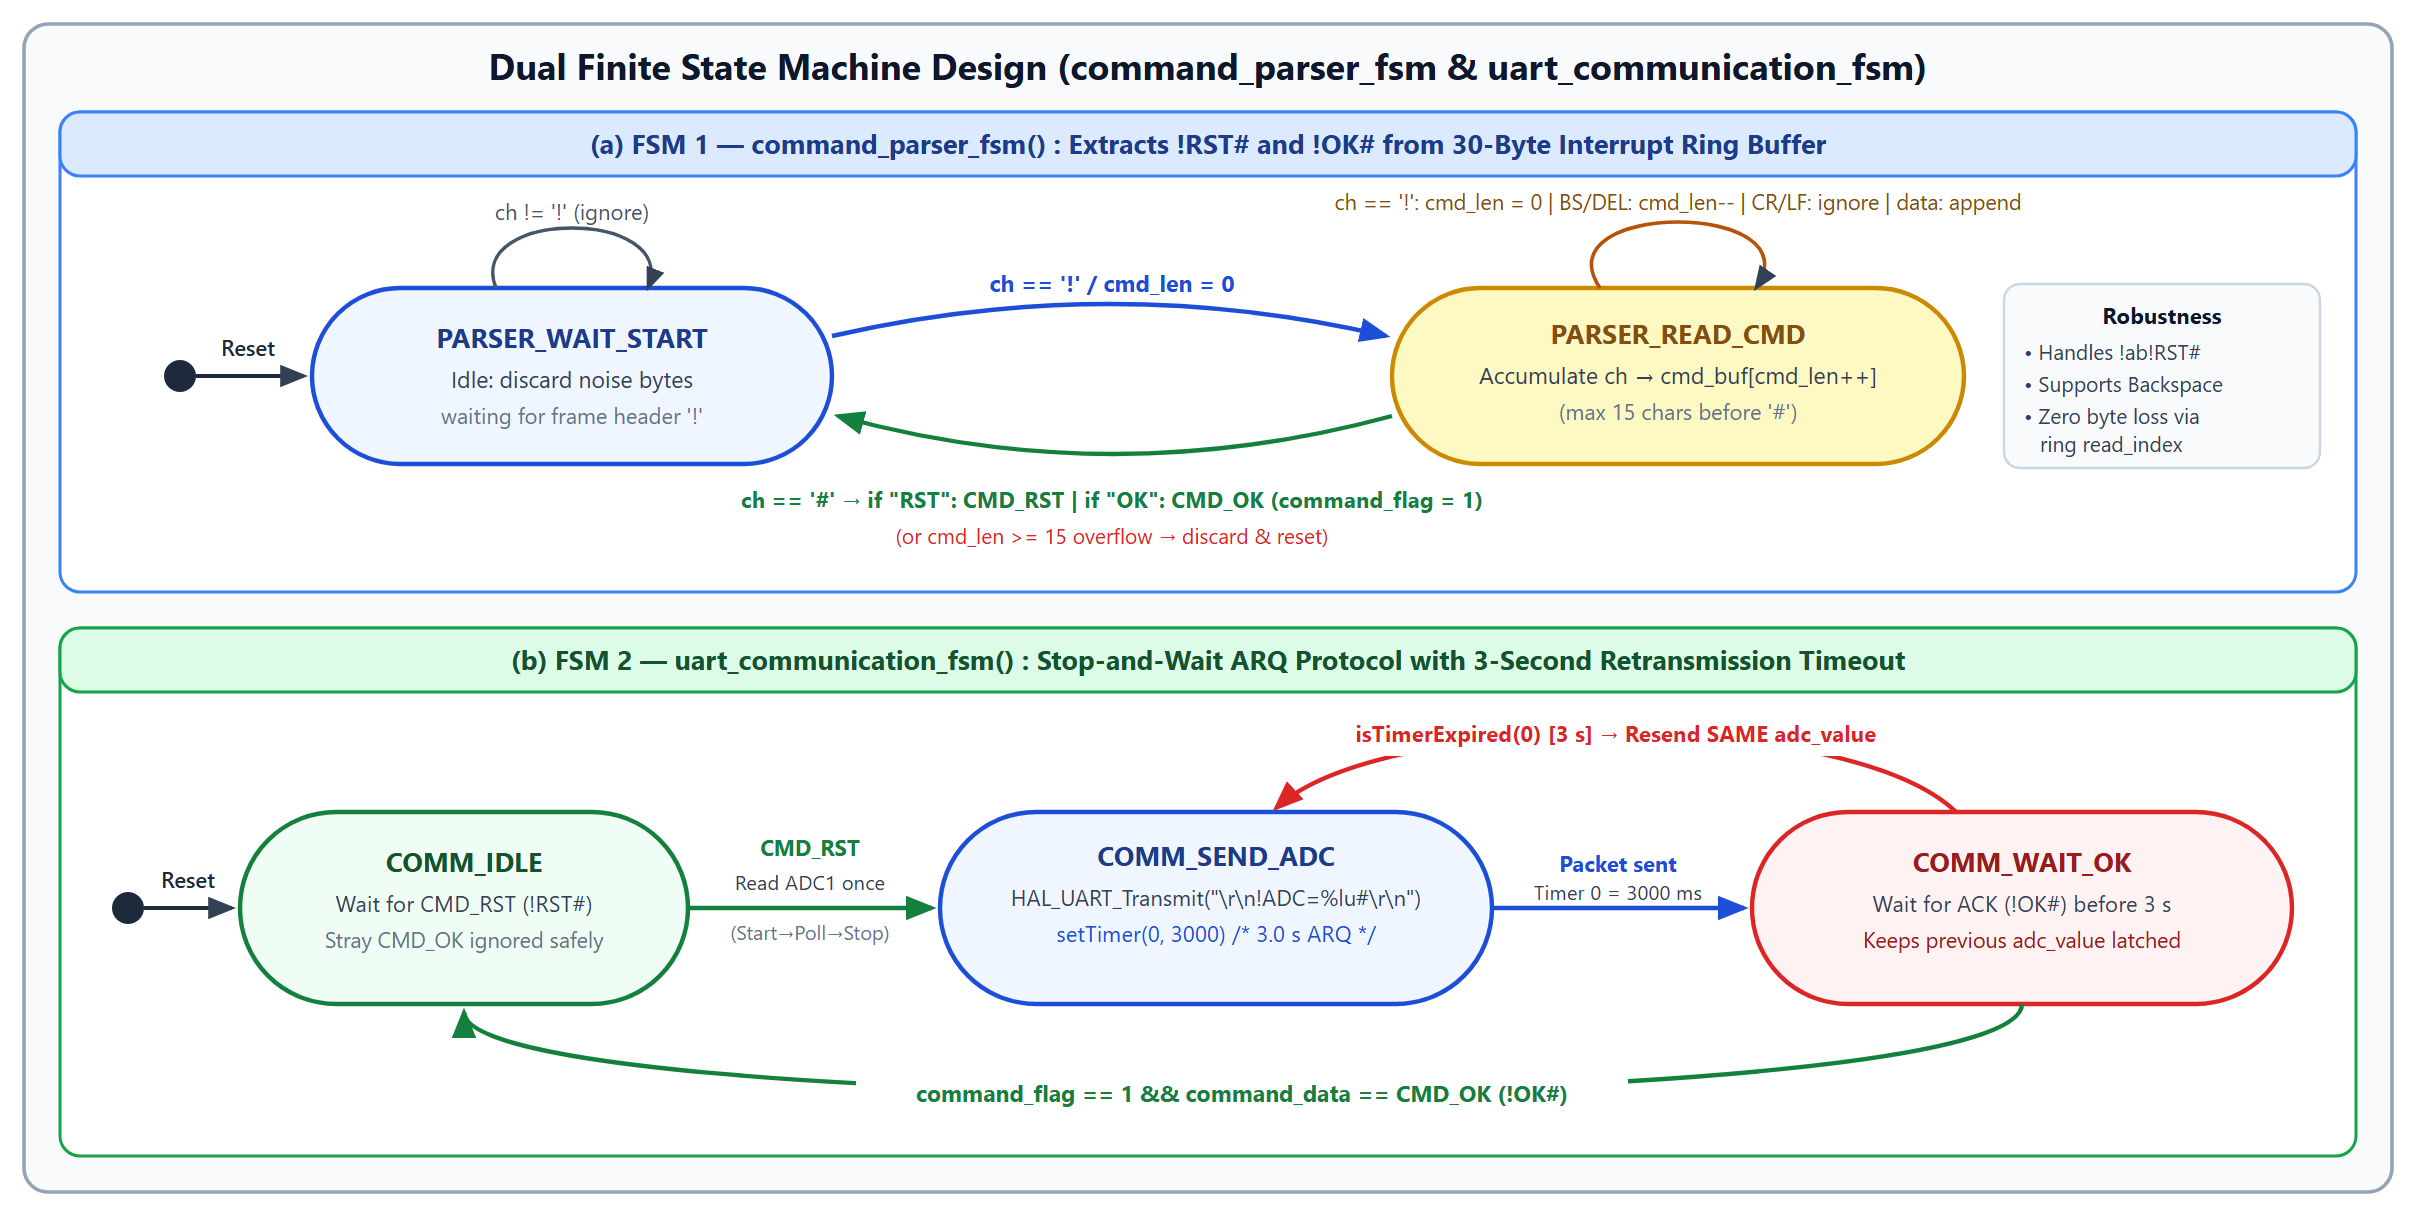 Dual Finite State Machine Design (command_parser_fsm & uart_communication_fsm)
(a) FSM 1 — command_parser_fsm() : Extracts !RST# and !OK# from 30-Byte Interrupt Ring Buffer
ch != '!' (ignore)
ch == '!': cmd_len = 0 | BS/DEL: cmd_len-- | CR/LF: ignore | data: append
ch == '!' / cmd_len = 0
Reset
PARSER_WAIT_START
Idle: discard noise bytes
waiting for frame header '!'
PARSER_READ_CMD
Accumulate ch → cmd_buf[cmd_len++]
(max 15 chars before '#')
Robustness
• Handles !ab!RST#
• Supports Backspace
• Zero byte loss via
ring read_index
ch == '#' → if "RST": CMD_RST | if "OK": CMD_OK (command_flag = 1)
(or cmd_len >= 15 overflow → discard & reset)
(b) FSM 2 — uart_communication_fsm() : Stop-and-Wait ARQ Protocol with 3-Second Retransmission Timeout
isTimerExpired(0) [3 s] → Resend SAME adc_value
Reset
COMM_IDLE
Wait for CMD_RST (!RST#)
Stray CMD_OK ignored safely
CMD_RST
Read ADC1 once
(Start→Poll→Stop)
COMM_SEND_ADC
HAL_UART_Transmit("\r\n!ADC=%lu#\r\n")
setTimer(0, 3000) /* 3.0 s ARQ */
Packet sent
Timer 0 = 3000 ms
COMM_WAIT_OK
Wait for ACK (!OK#) before 3 s
Keeps previous adc_value latched
command_flag == 1 && command_data == CMD_OK (!OK#)